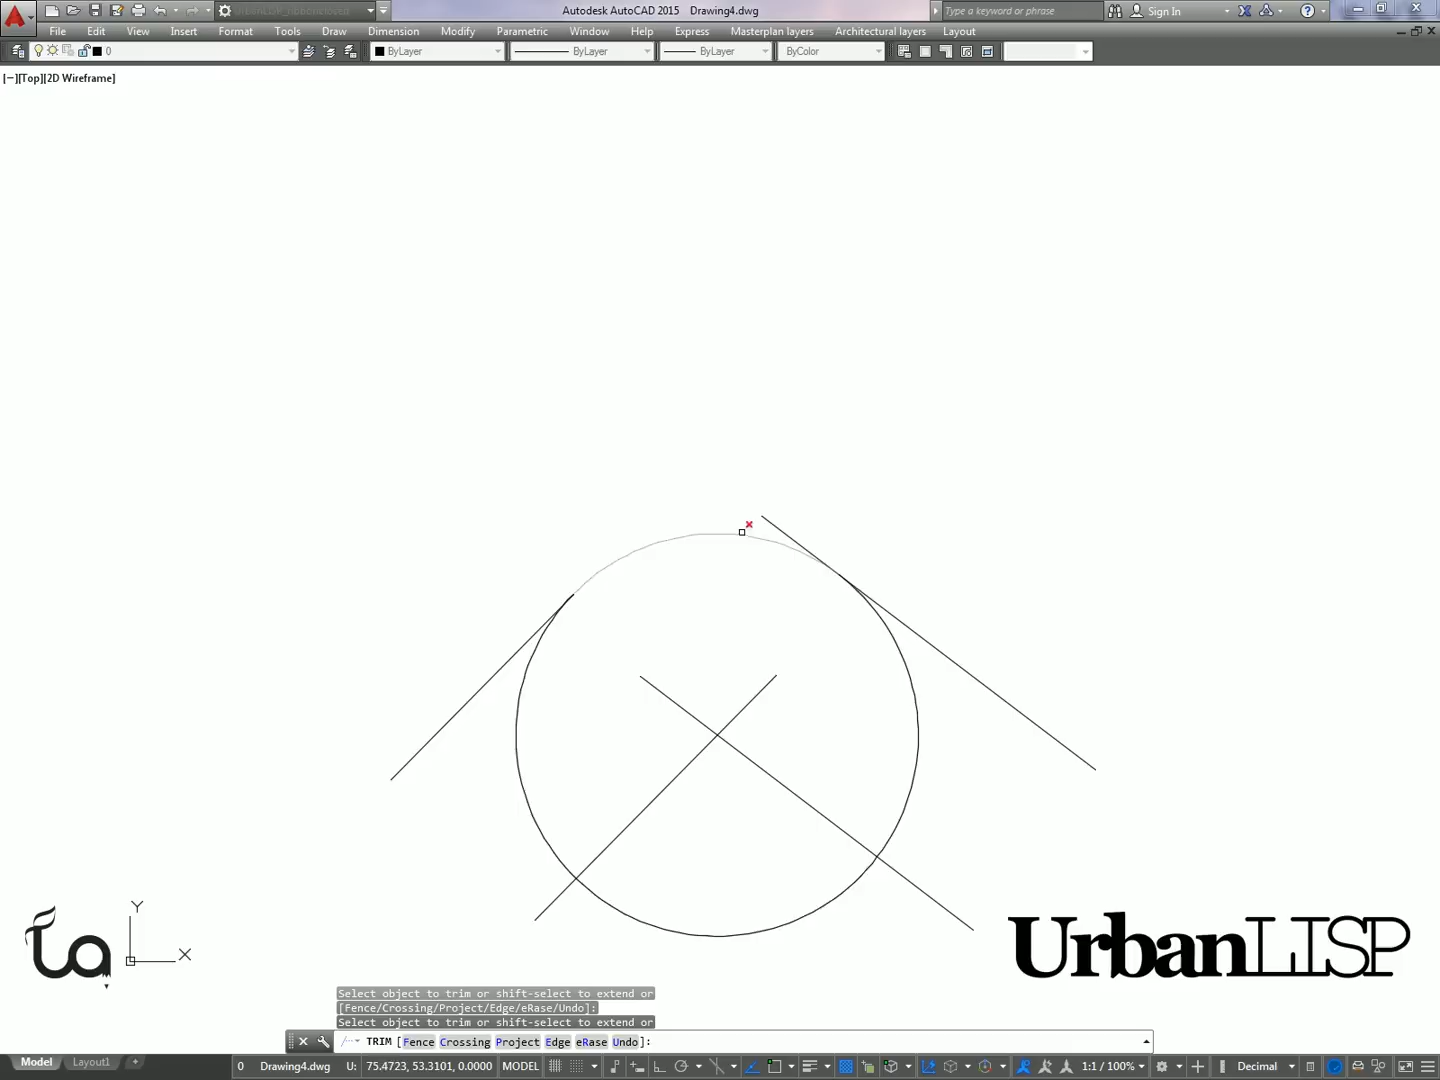 Autodesk AutoCAD 2015 Drawing4.dwg
Type a keyword or phrase
Sign In
File Edit View Insert Format Tools Draw Dimension Modify Parametric Window Help Express Masterplan layers Architectural layers Layout
0 ByLayer ByLayer ByLayer ByColor
[−][Top][2D Wireframe]
Y
X
ta
UrbanLISP
Select object to trim or shift-select to extend or
[Fence/Crossing/Project/Edge/eRase/Undo]:
Select object to trim or shift-select to extend or
TRIM [Fence Crossing Project Edge eRase Undo]:
Model Layout1 + 0 Drawing4.dwg U: 75.4723, 53.3101, 0.0000 MODEL 1:1 / 100% Decimal